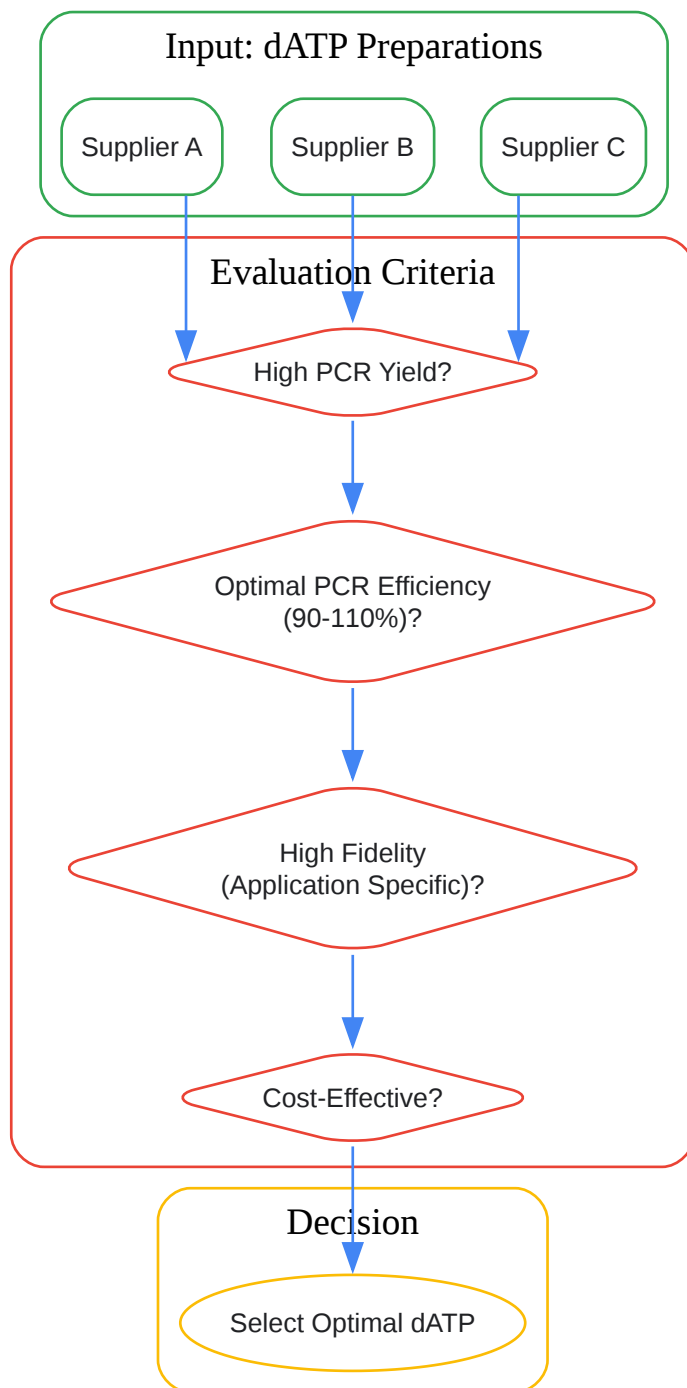 Input: dATP Preparations
Supplier A
Supplier B
Supplier C
Evaluation Criteria
High PCR Yield?
Optimal PCR Efficiency
(90-110%)?
High Fidelity
(Application Specific)?
Cost-Effective?
Decision
Select Optimal dATP